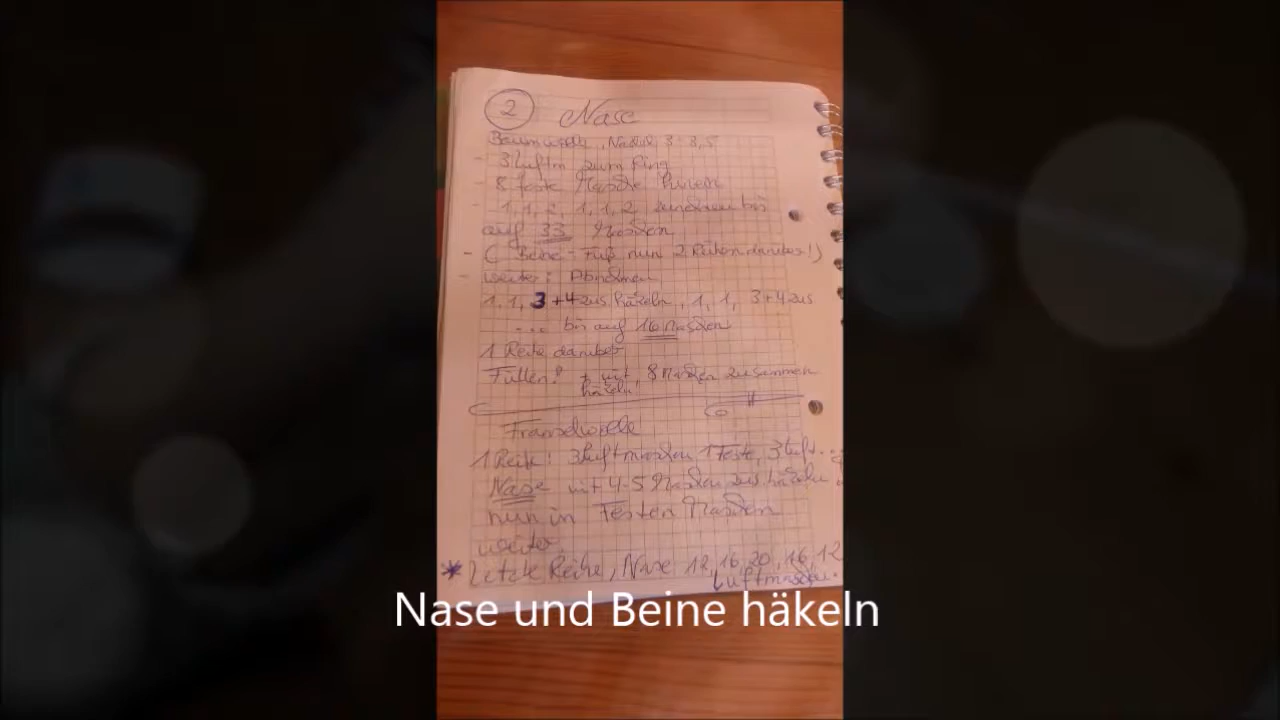 2 Nase
Baumwolle, Nadel 3-3,5
- 3 Luftm zum Ring
- 8 feste Masche häkeln
- 1, 1, 2, 1, 1, 2, zunehmen bis
auf 33 Maschen
- ( Beine - Fuß nun 2 Reihen darüber!)
- weiter: Abnehmen
1, 1, 3+4 zus häkeln, 1, 1, 3+4 zus
... bis auf 16 Maschen
1 Reihe darüber
Füllen! + mit 8 Maschen zusammen
häkeln
Fransenwolle
1 Reihe: 3 Luftmaschen 1 Feste, 3 Luft...
Nase mit 4-5 Maschen zus. häkeln
nun in Festen Maschen
weiter.
* Letzte Reihe, Nase 12, 16, 20, 16, 12
Luftmaschen.
Nase und Beine häkeln